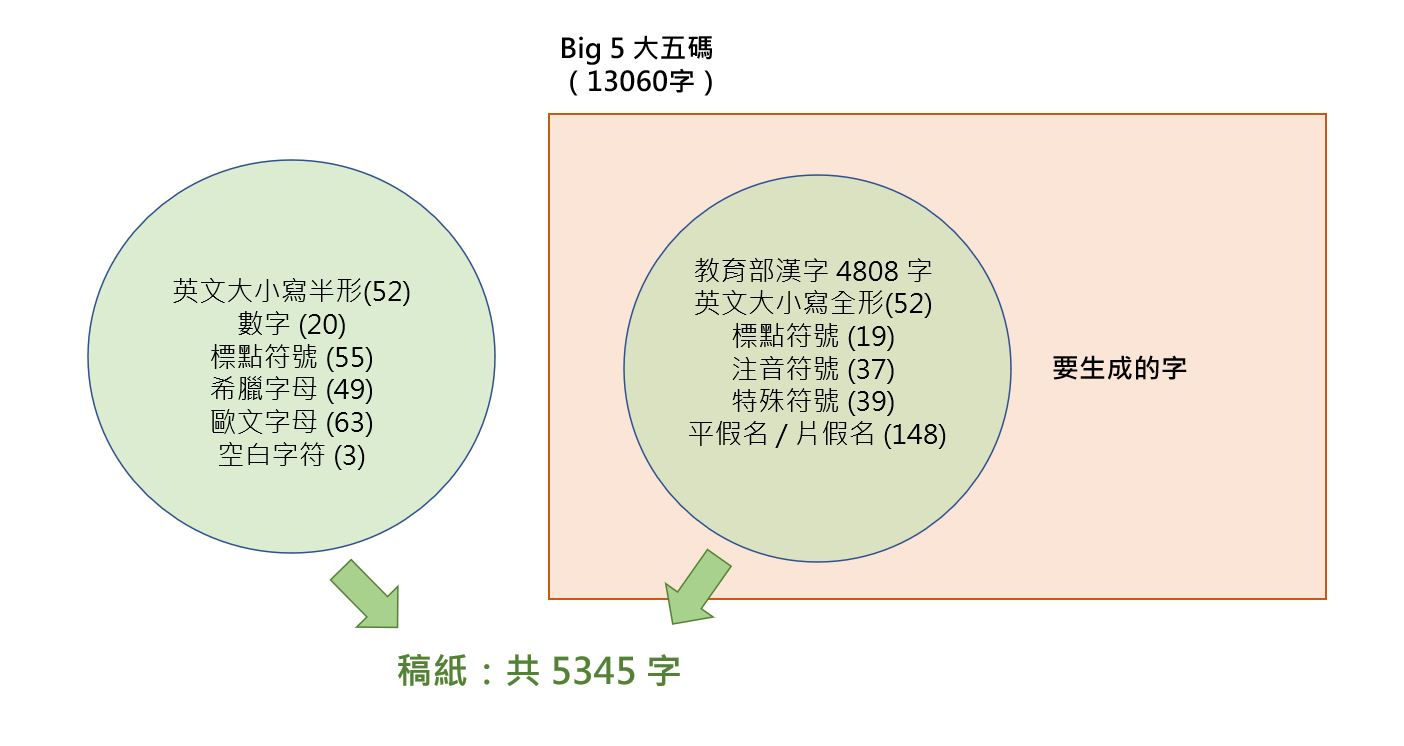 Big 5 大五碼
（13060字）
英文大小寫半形(52)
數字 (20)
標點符號 (55)
希臘字母 (49)
歐文字母 (63)
空白字符 (3)
教育部漢字 4808 字
英文大小寫全形(52)
標點符號 (19)
注音符號 (37)
特殊符號 (39)
平假名 / 片假名 (148)
要生成的字
稿紙：共 5345 字